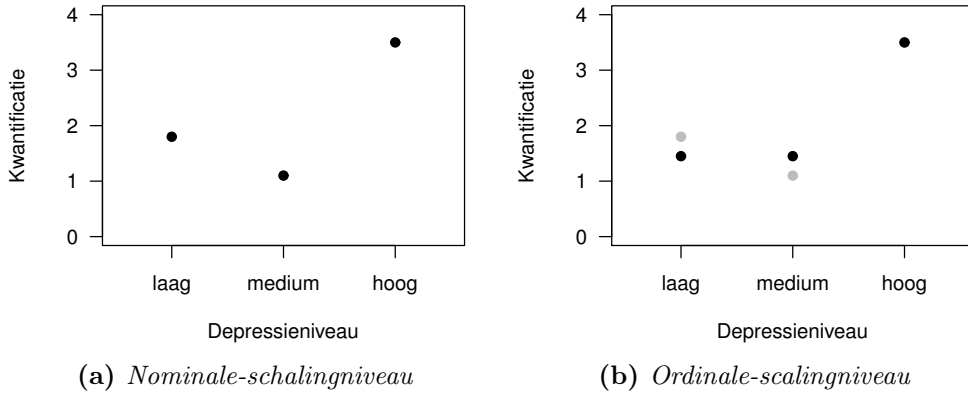 4
3
2
1
0
Kwantificatie
laag medium hoog
Depressieniveau
(a) Nominale-schalingniveau
4
3
2
1
0
Kwantificatie
laag medium hoog
Depressieniveau
(b) Ordinale-scalingniveau